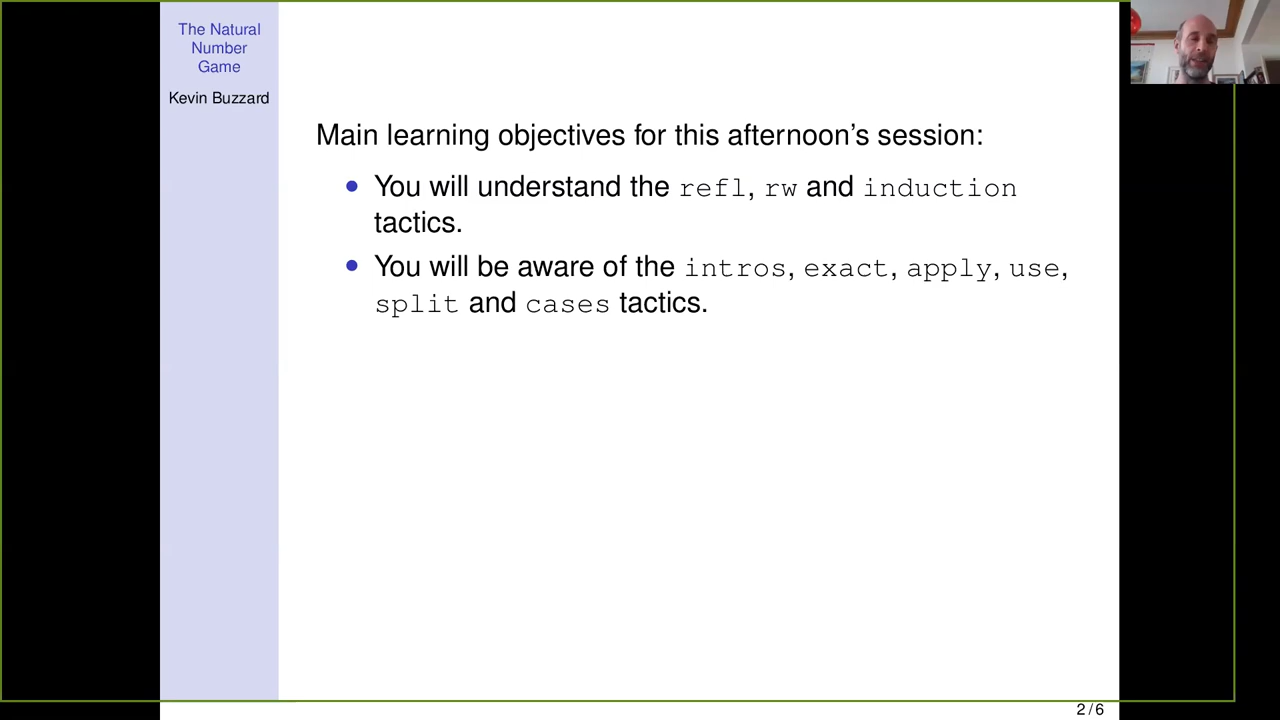 The Natural
Number
Game
Kevin Buzzard
Main learning objectives for this afternoon's session:
• You will understand the refl, rw and induction
tactics.
• You will be aware of the intros, exact, apply, use,
split and cases tactics.
2 / 6